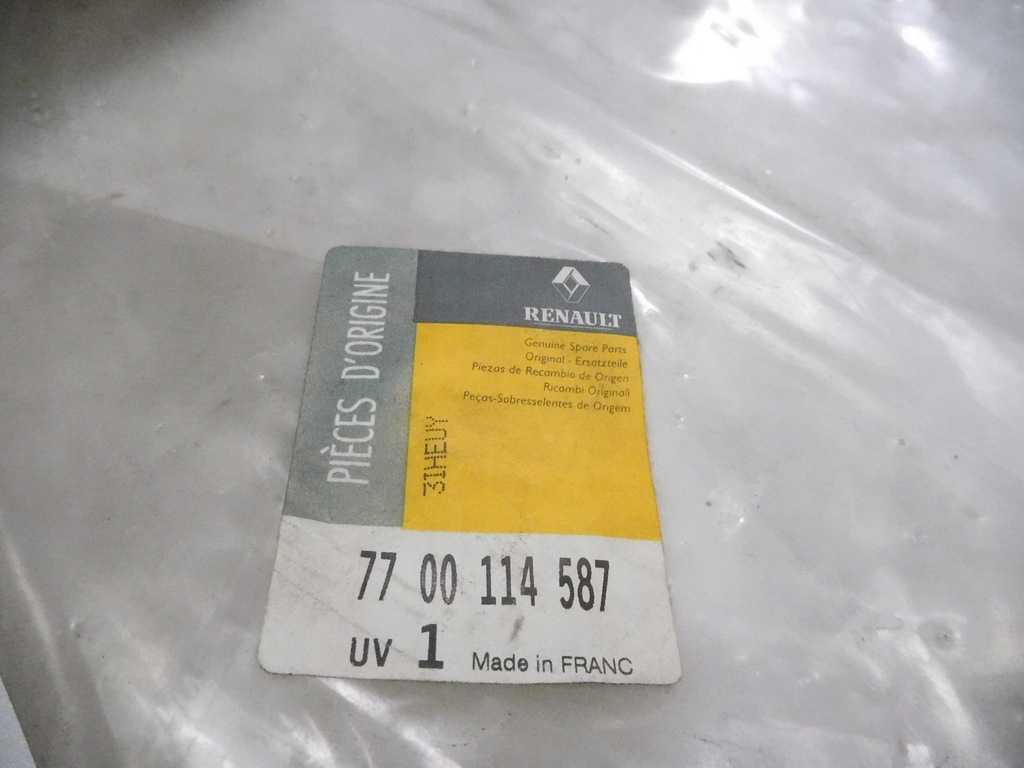 PIÈCES D'ORIGINE
RENAULT
Genuine Spare Parts
Original - Ersatzteile
Piezas de Recambio de Origen
Ricambi Originali
Peças-Sobresselentes de Origem
3IHEUY
77 00 114 587
UV 1 Made in FRANC